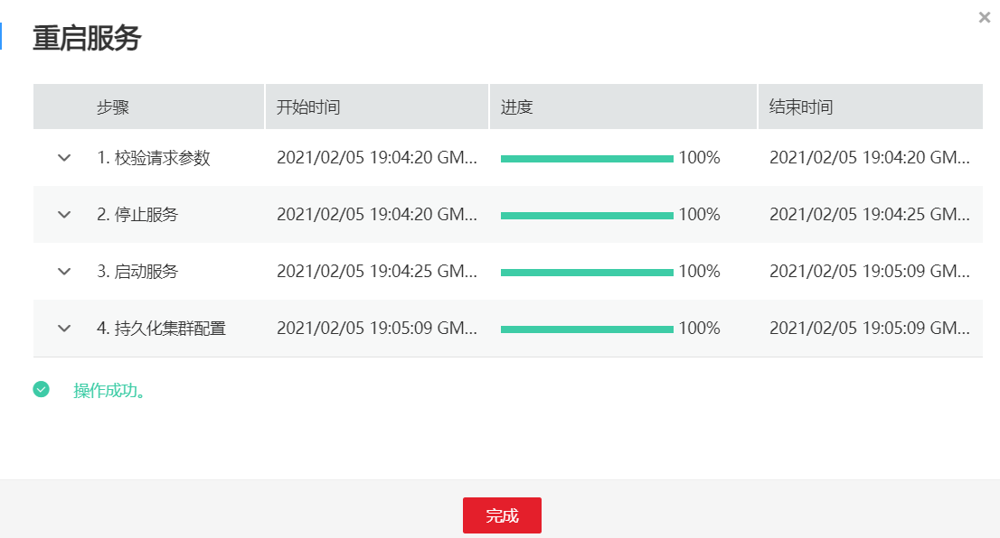 重启服务
步骤 开始时间 进度 结束时间
1. 校验请求参数 2021/02/05 19:04:20 GM... 100% 2021/02/05 19:04:20 GM...
2. 停止服务 2021/02/05 19:04:20 GM... 100% 2021/02/05 19:04:25 GM...
3. 启动服务 2021/02/05 19:04:25 GM... 100% 2021/02/05 19:05:09 GM...
4. 持久化集群配置 2021/02/05 19:05:09 GM... 100% 2021/02/05 19:05:09 GM...
操作成功。
完成